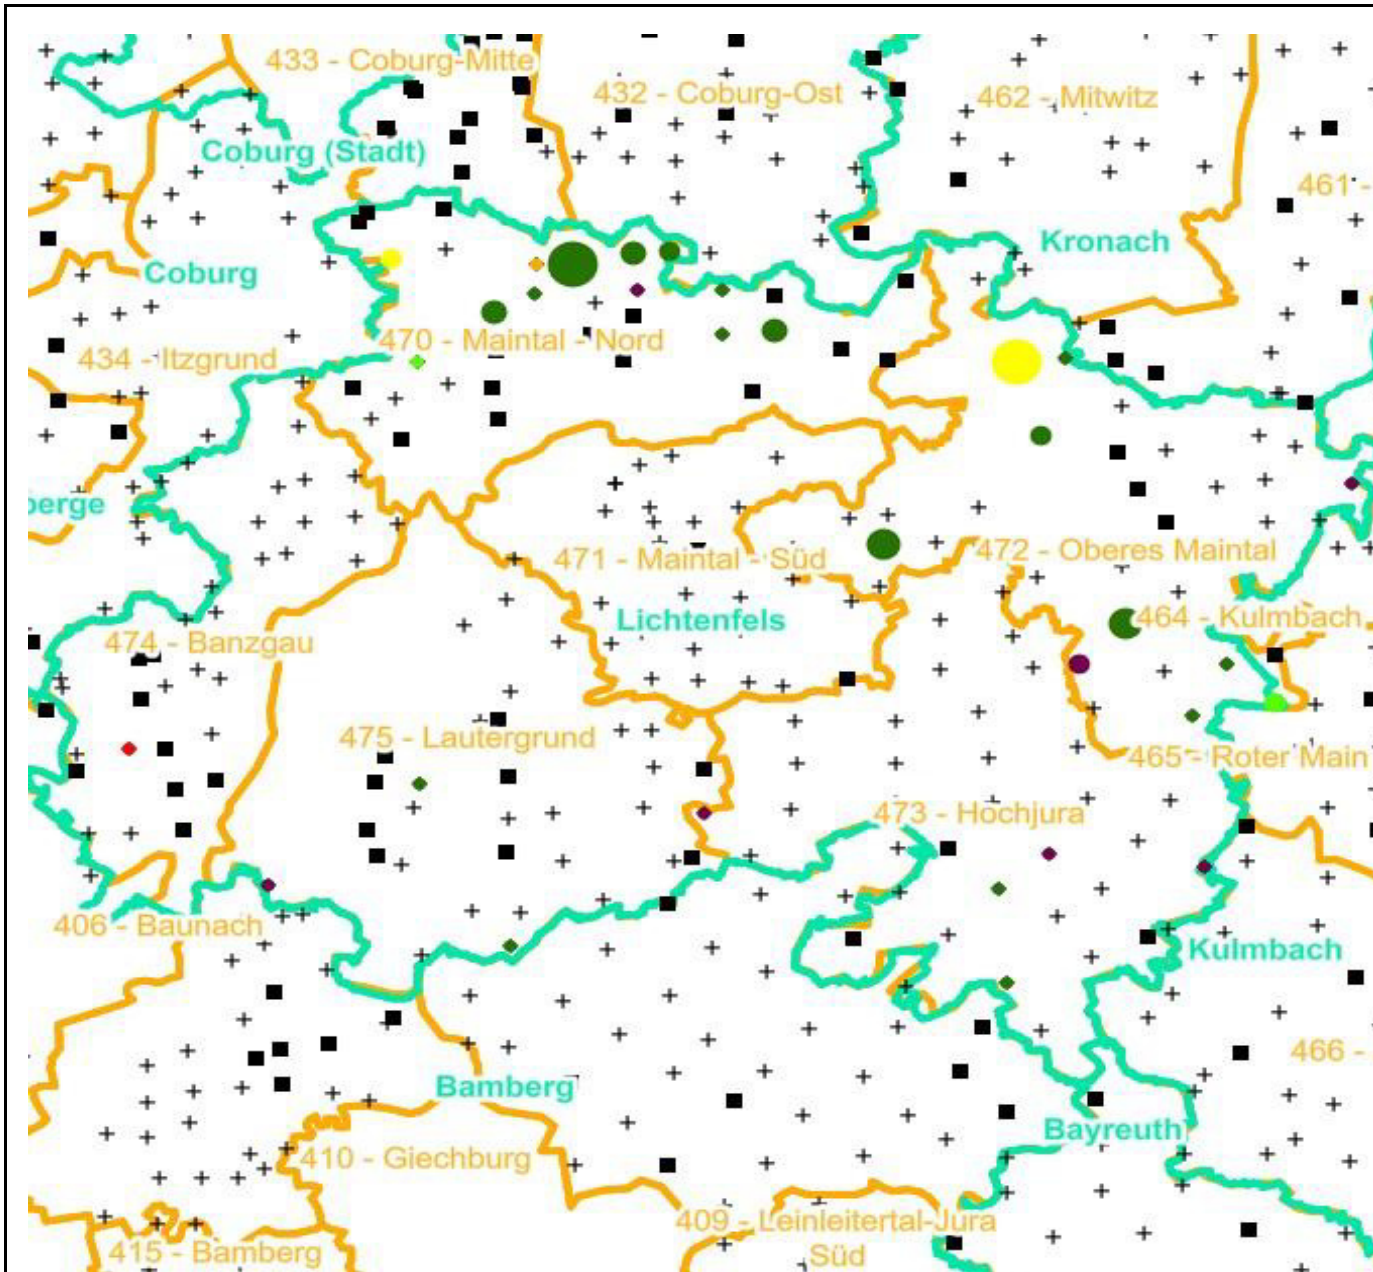 433 - Coburg-Mitte
432 - Coburg-Ost
462 - Mitwitz
Coburg (Stadt)
461 -
Kronach
Coburg
470 - Maintal - Nord
434 - Itzgrund
berge
471 - Maintal - Süd
472 - Oberes Maintal
Lichtenfels
464 - Kulmbach
474 - Banzgau
475 - Lautergrund
465 - Roter Main
473 - Hochjura
406 - Baunach
Kulmbach
466 -
Bamberg
Bayreuth
410 - Giechburg
409 - Leinleitertal-Jura
Süd
415 - Bamberg